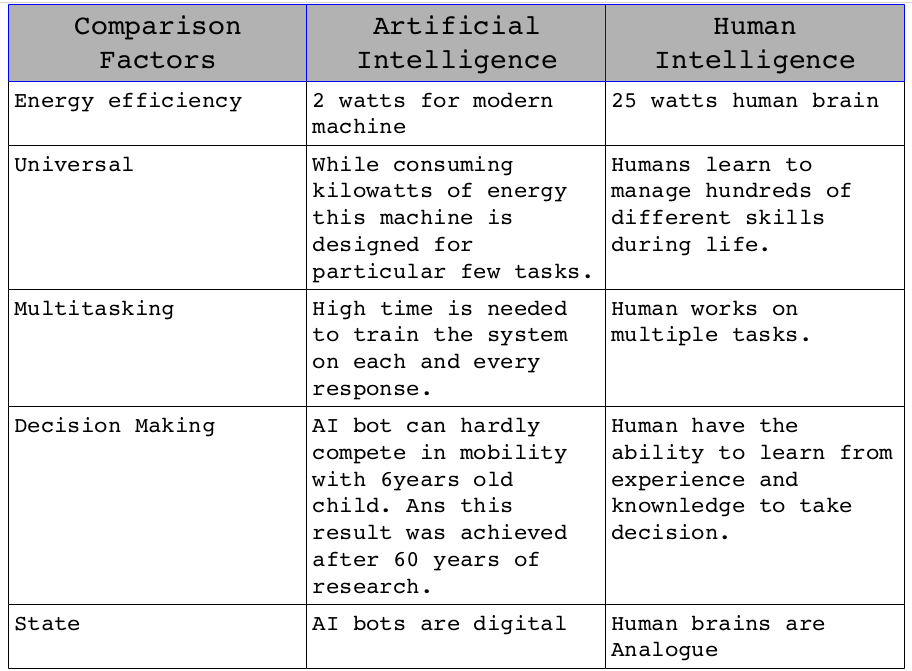 Comparison
Factors
Artificial
Intelligence
Human
Intelligence
Energy efficiency
2 watts for modern
machine
25 watts human brain
Universal
While consuming
kilowatts of energy
this machine is
designed for
particular few tasks.
Humans learn to
manage hundreds of
different skills
during life.
Multitasking
High time is needed
to train the system
on each and every
response.
Human works on
multiple tasks.
Decision Making
AI bot can hardly
compete in mobility
with 6years old
child. Ans this
result was achieved
after 60 years of
research.
Human have the
ability to learn from
experience and
knownledge to take
decision.
State
AI bots are digital
Human brains are
Analogue